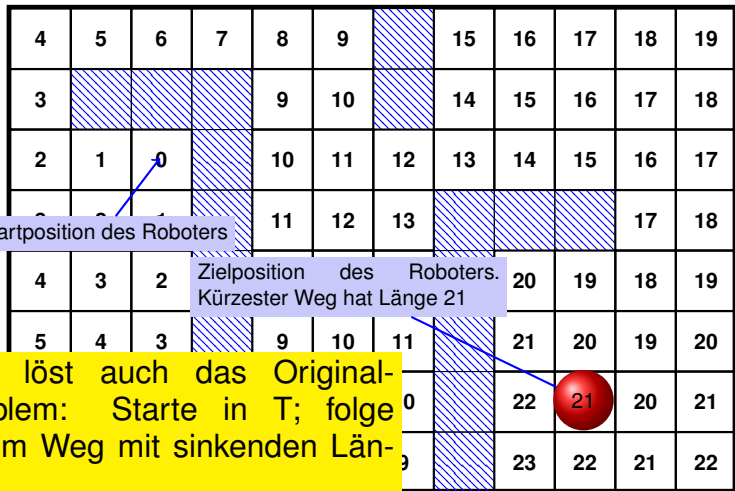 4 5 6 7 8 9 15 16 17 18 19
3 9 10 14 15 16 17 18
2 1 0 10 11 12 13 14 15 16 17
11 12 13 17 18
artposition des Roboters
4 3 2 20 19 18 19
Zielposition des Roboters.
Kürzester Weg hat Länge 21
5 4 3 9 10 11 21 20 19 20
löst auch das Original-
blem: Starte in T; folge
m Weg mit sinkenden Län-
0 22 21 20 21
23 22 21 22